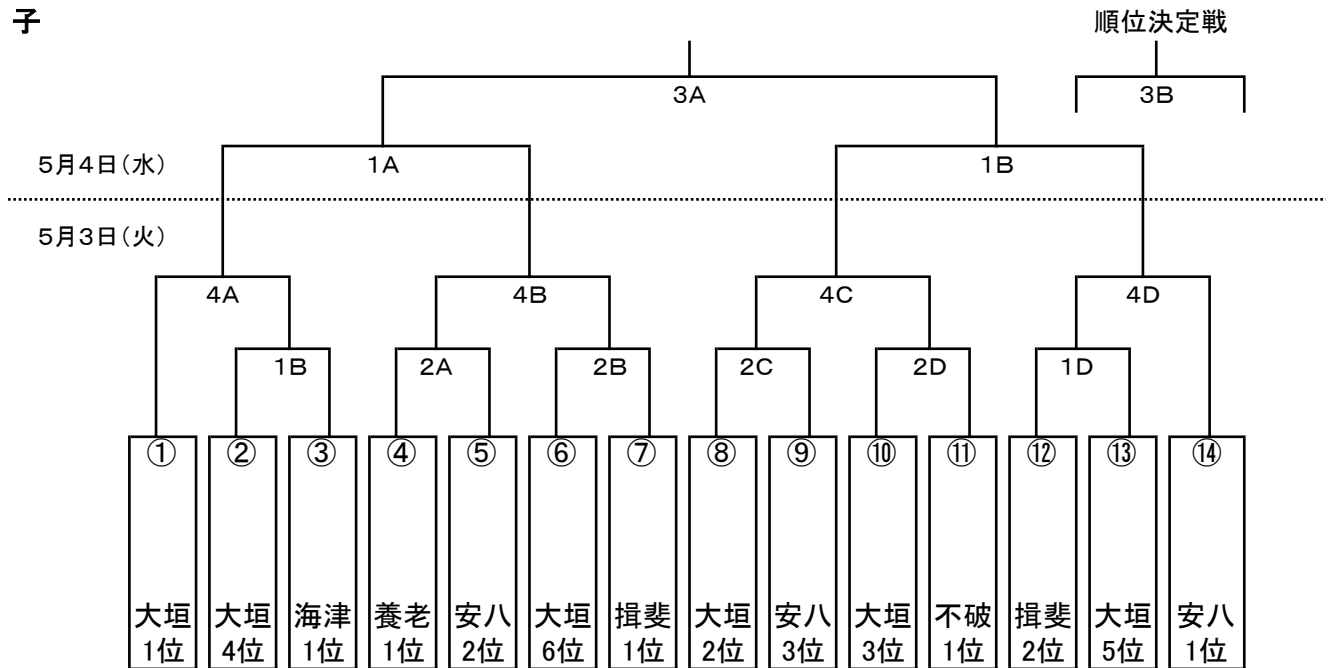 子
順位決定戦
3A
3B
5月4日(水)
1A
1B
5月3日(火)
4A
4B
4C
4D
1B
2A
2B
2C
2D
1D
① ② ③ ④ ⑤ ⑥ ⑦ ⑧ ⑨ ⑩ ⑪ ⑫ ⑬ ⑭
大垣 大垣 海津 養老 安八 大垣 揖斐 大垣 安八 大垣 不破 揖斐 大垣 安八
1位 4位 1位 1位 2位 6位 1位 2位 3位 3位 1位 2位 5位 1位